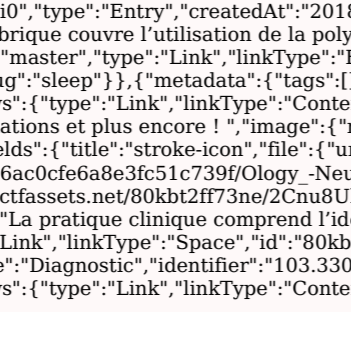 i0","type":"Entry","createdAt":"2018
brique couvre l’utilisation de la poly
"master","type":"Link","linkType":"E
ug":"sleep"}},{"metadata":{"tags":[]
s":{"type":"Link","linkType":"Conte
ations et plus encore ! ","image":{"m
elds":{"title":"stroke-icon","file":{"u
6ac0cfe6a8e3fc51c739f/Ology_-Neu
ctfassets.net/80kbt2ff73ne/2Cnu8U
"La pratique clinique comprend l’id
Link","linkType":"Space","id":"80kb
e":"Diagnostic","identifier":"103.330
s":{"type":"Link","linkType":"Conte